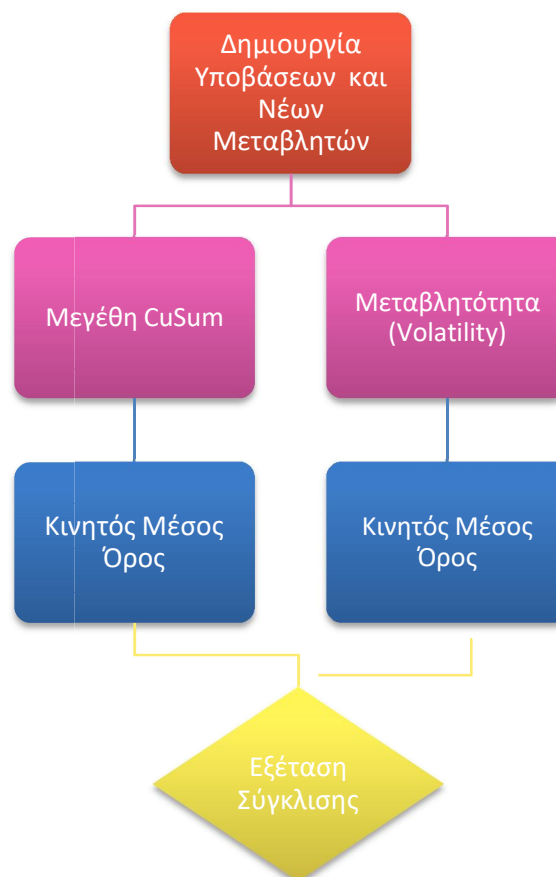 Δημιουργία
Υποβάσεων και
Νέων
Μεταβλητών
Μεγέθη CuSum
Μεταβλητότητα
(Volatility)
Κινητός Μέσος
Όρος
Κινητός Μέσος
Όρος
Εξέταση
Σύγκλισης